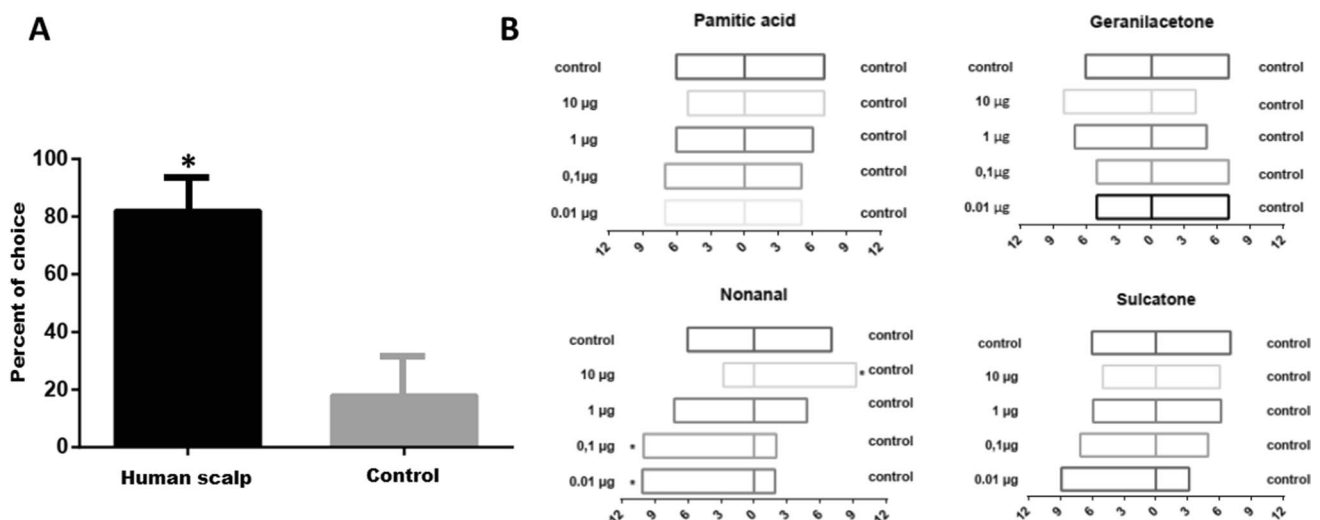 A
Percent of choice
100
80
60
40
20
0
*
Human scalp
Control
B
Pamitic acid
control control
10 µg control
1 µg control
0,1µg control
0.01 µg control
12 9 6 3 0 3 6 9 12
Geranilacetone
control control
10 µg control
1 µg control
0,1µg control
0.01 µg control
12 9 6 3 0 3 6 9 12
Nonanal
control control
10 µg * control
1 µg control
0,1 µg * control
0.01 µg * control
12 9 6 3 0 3 6 9 12
Sulcatone
control control
10 µg control
1 µg control
0,1µg control
0.01 µg control
12 9 6 3 0 3 6 9 12